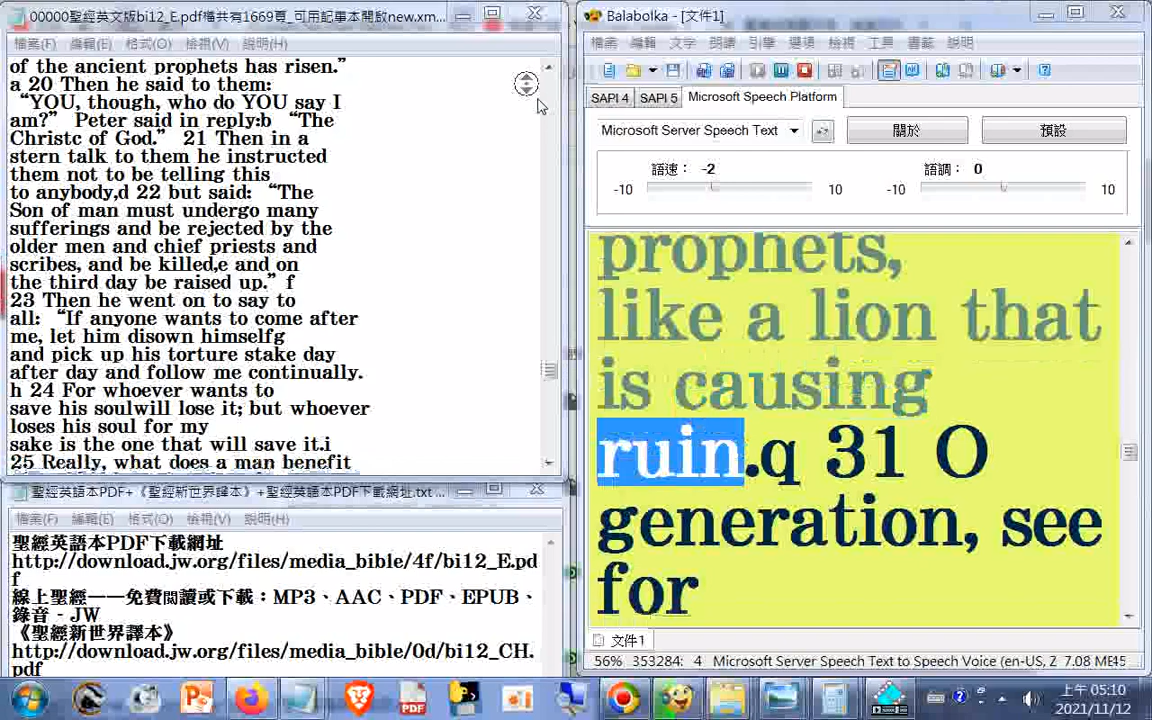 00000聖經英文版bi12_E.pdf檔共有1669頁_可用記事本開啟new.xm...
檔案(F) 編輯(E) 格式(O) 檢視(V) 說明(H)
of the ancient prophets has risen.”
a 20 Then he said to them:
“YOU, though, who do YOU say I
am?” Peter said in reply:b “The
Christc of God.” 21 Then in a
stern talk to them he instructed
them not to be telling this
to anybody,d 22 but said: “The
Son of man must undergo many
sufferings and be rejected by the
older men and chief priests and
scribes, and be killed,e and on
the third day be raised up.” f
23 Then he went on to say to
all: “If anyone wants to come after
me, let him disown himselfg
and pick up his torture stake day
after day and follow me continually.
h 24 For whoever wants to
save his soulwill lose it; but whoever
loses his soul for my
sake is the one that will save it.i
25 Really, what does a man benefit
聖經英語本PDF+《聖經新世界譯本》+聖經英語本PDF下載網址.txt ...
檔案(F) 編輯(E) 格式(O) 檢視(V) 說明(H)
聖經英語本PDF下載網址
http://download.jw.org/files/media_bible/4f/bi12_E.pd
f
線上聖經——免費閱讀或下載：MP3、AAC、PDF、EPUB、
錄音 - JW
《聖經新世界譯本》
http://download.jw.org/files/media_bible/0d/bi12_CH.
pdf
Balabolka - [文件1]
檔案 編輯 文字 朗讀 引擎 選項 檢視 工具 書籤 說明
SAPI 4 SAPI 5 Microsoft Speech Platform
Microsoft Server Speech Text 關於 預設
語速： -2 語調： 0
-10 10 -10 10
prophets,
like a lion that
is causing
ruin.q 31 O
generation, see
for
文件1
56% 353284: 4 Microsoft Server Speech Text to Speech Voice (en-US, Z 7.08 ME45
上午 05:10
2021/11/12